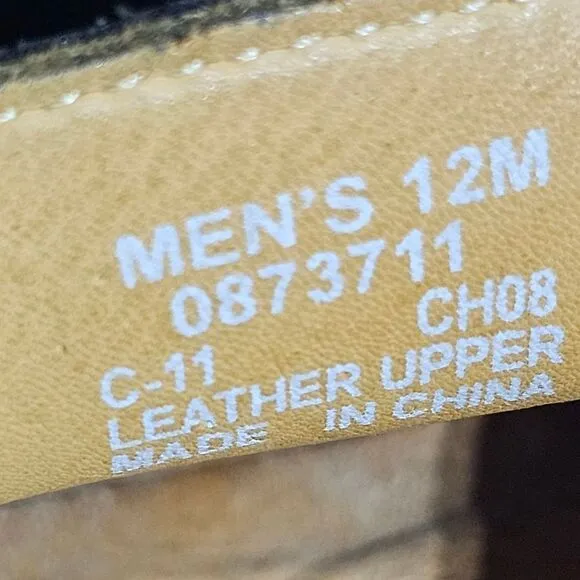 MEN'S 12M
0873711
C-11 CH08
LEATHER UPPER
MADE IN CHINA